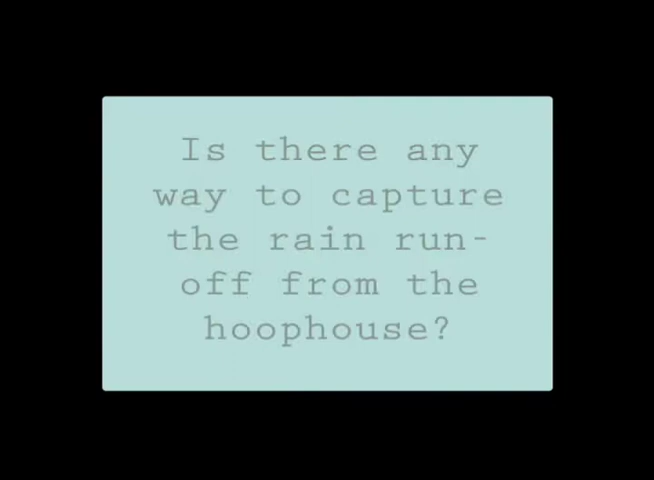 Is there any
way to capture
the rain run-
off from the
hoophouse?